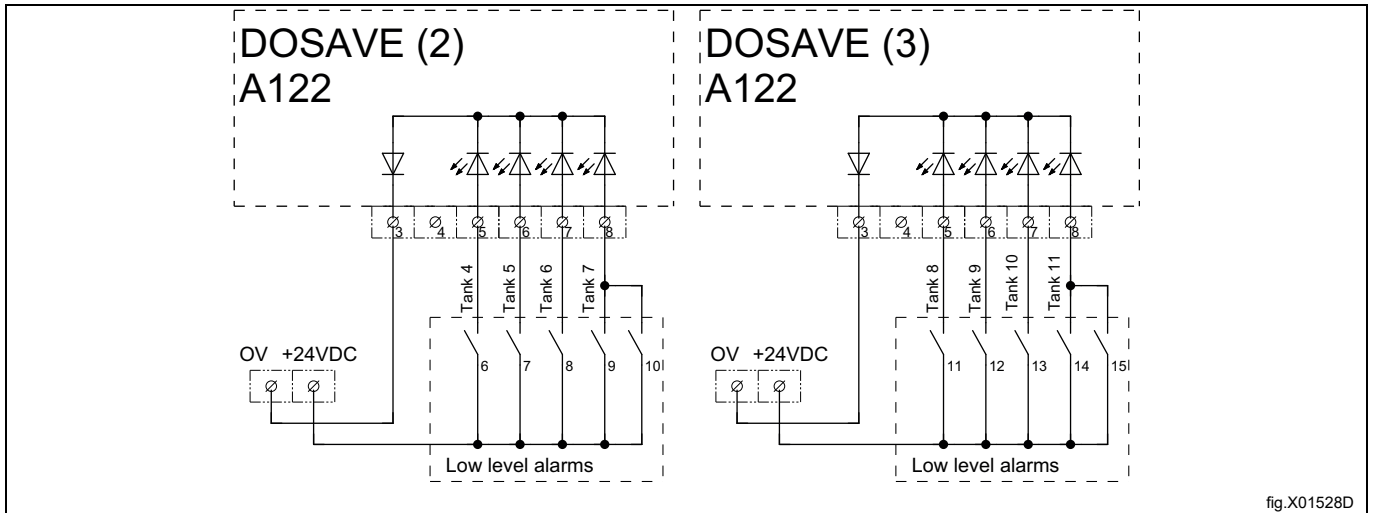 DOSAVE (2)
A122
3 4 5 6 7 8
Tank 4
Tank 5
Tank 6
Tank 7
OV +24VDC
6 7 8 9 10
Low level alarms
DOSAVE (3)
A122
3 4 5 6 7 8
Tank 8
Tank 9
Tank 10
Tank 11
OV +24VDC
11 12 13 14 15
Low level alarms
fig.X01528D